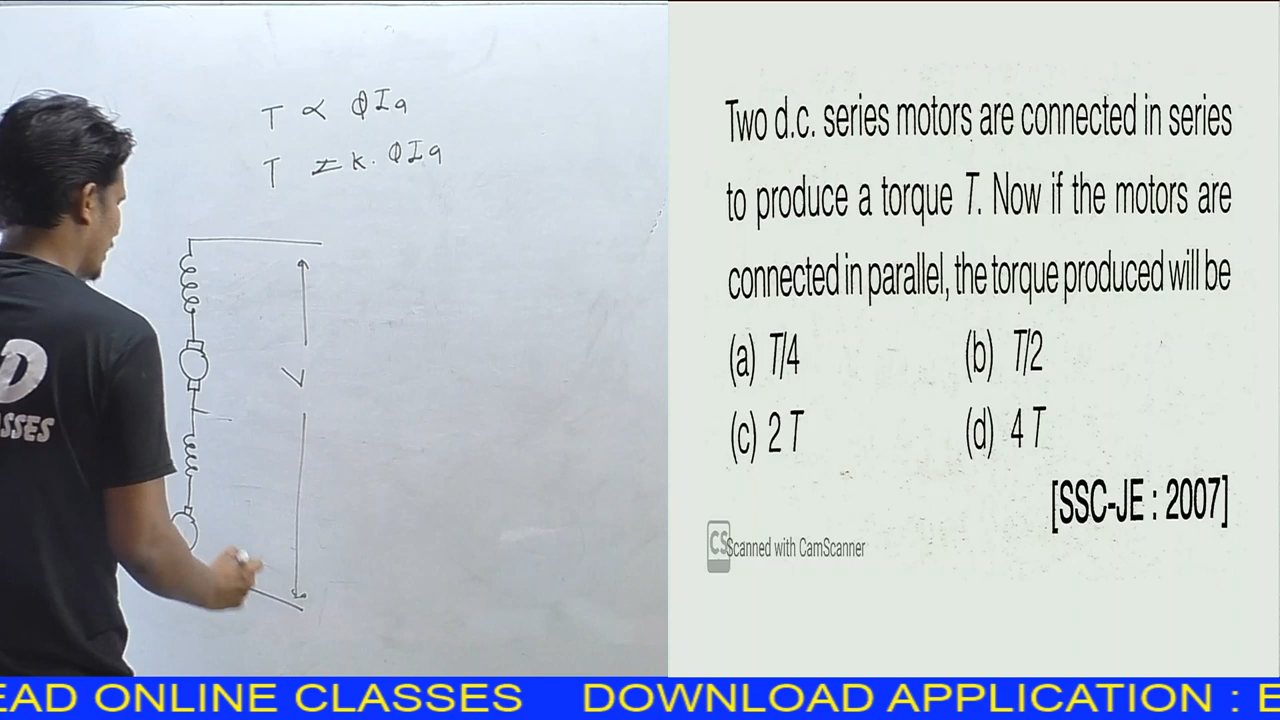 T ∝ ΦIa
T = k. ΦIa
V
D
ASSES
Two d.c. series motors are connected in series
to produce a torque T. Now if the motors are
connected in parallel, the torque produced will be
(a) T/4 (b) T/2
(c) 2 T (d) 4 T
[SSC-JE : 2007]
CS Scanned with CamScanner
EAD ONLINE CLASSES DOWNLOAD APPLICATION : E